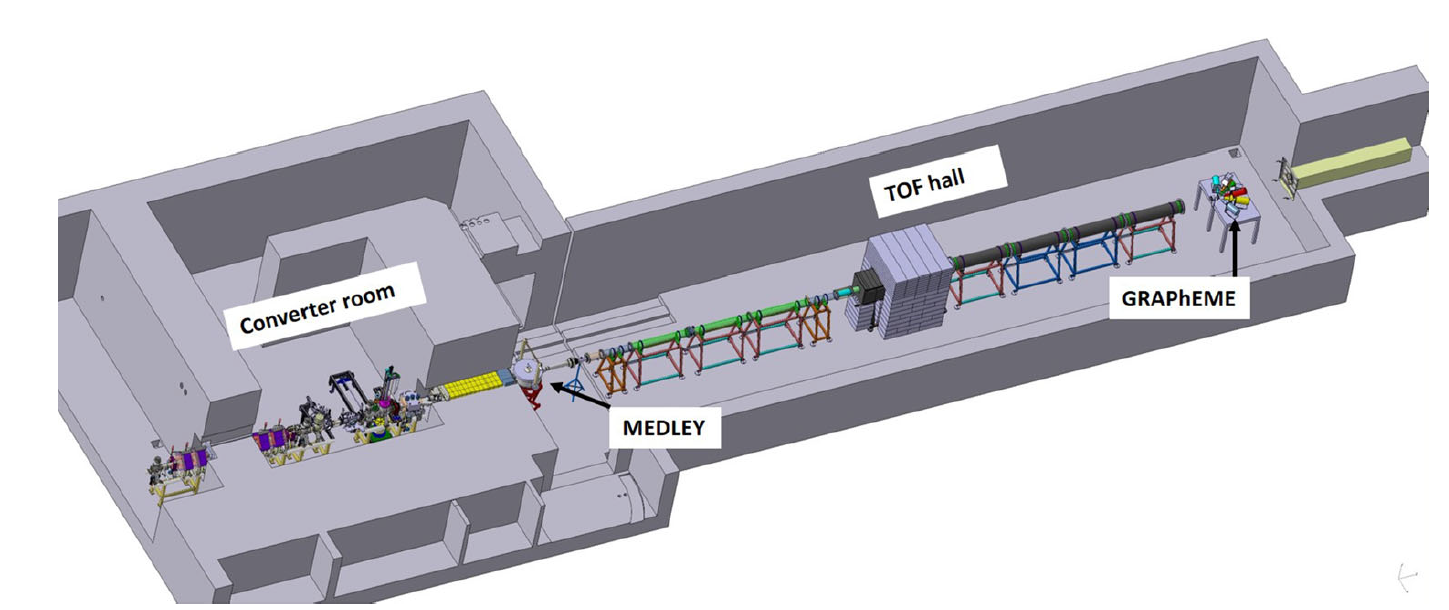 TOF hall
Converter room
GRAPhEME
MEDLEY